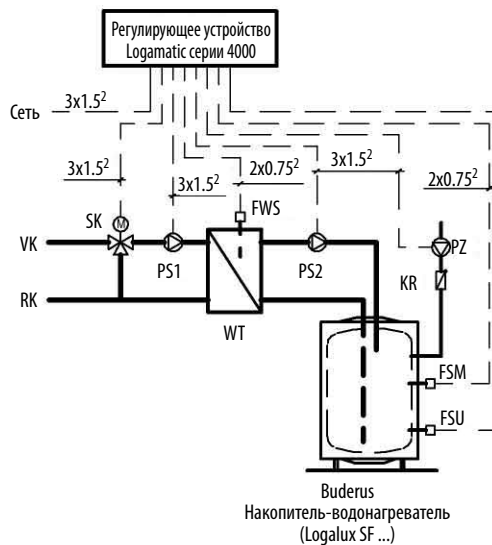 Регулирующее устройство
Logamatic серии 4000
Сеть
3x1.5²
3x1.5²
3x1.5²
2x0.75²
3x1.5²
2x0.75²
SK
M
FWS
VK
PS1
PS2
PZ
KR
RK
WT
FSM
FSU
Buderus
Накопитель-водонагреватель
(Logalux SF ...)